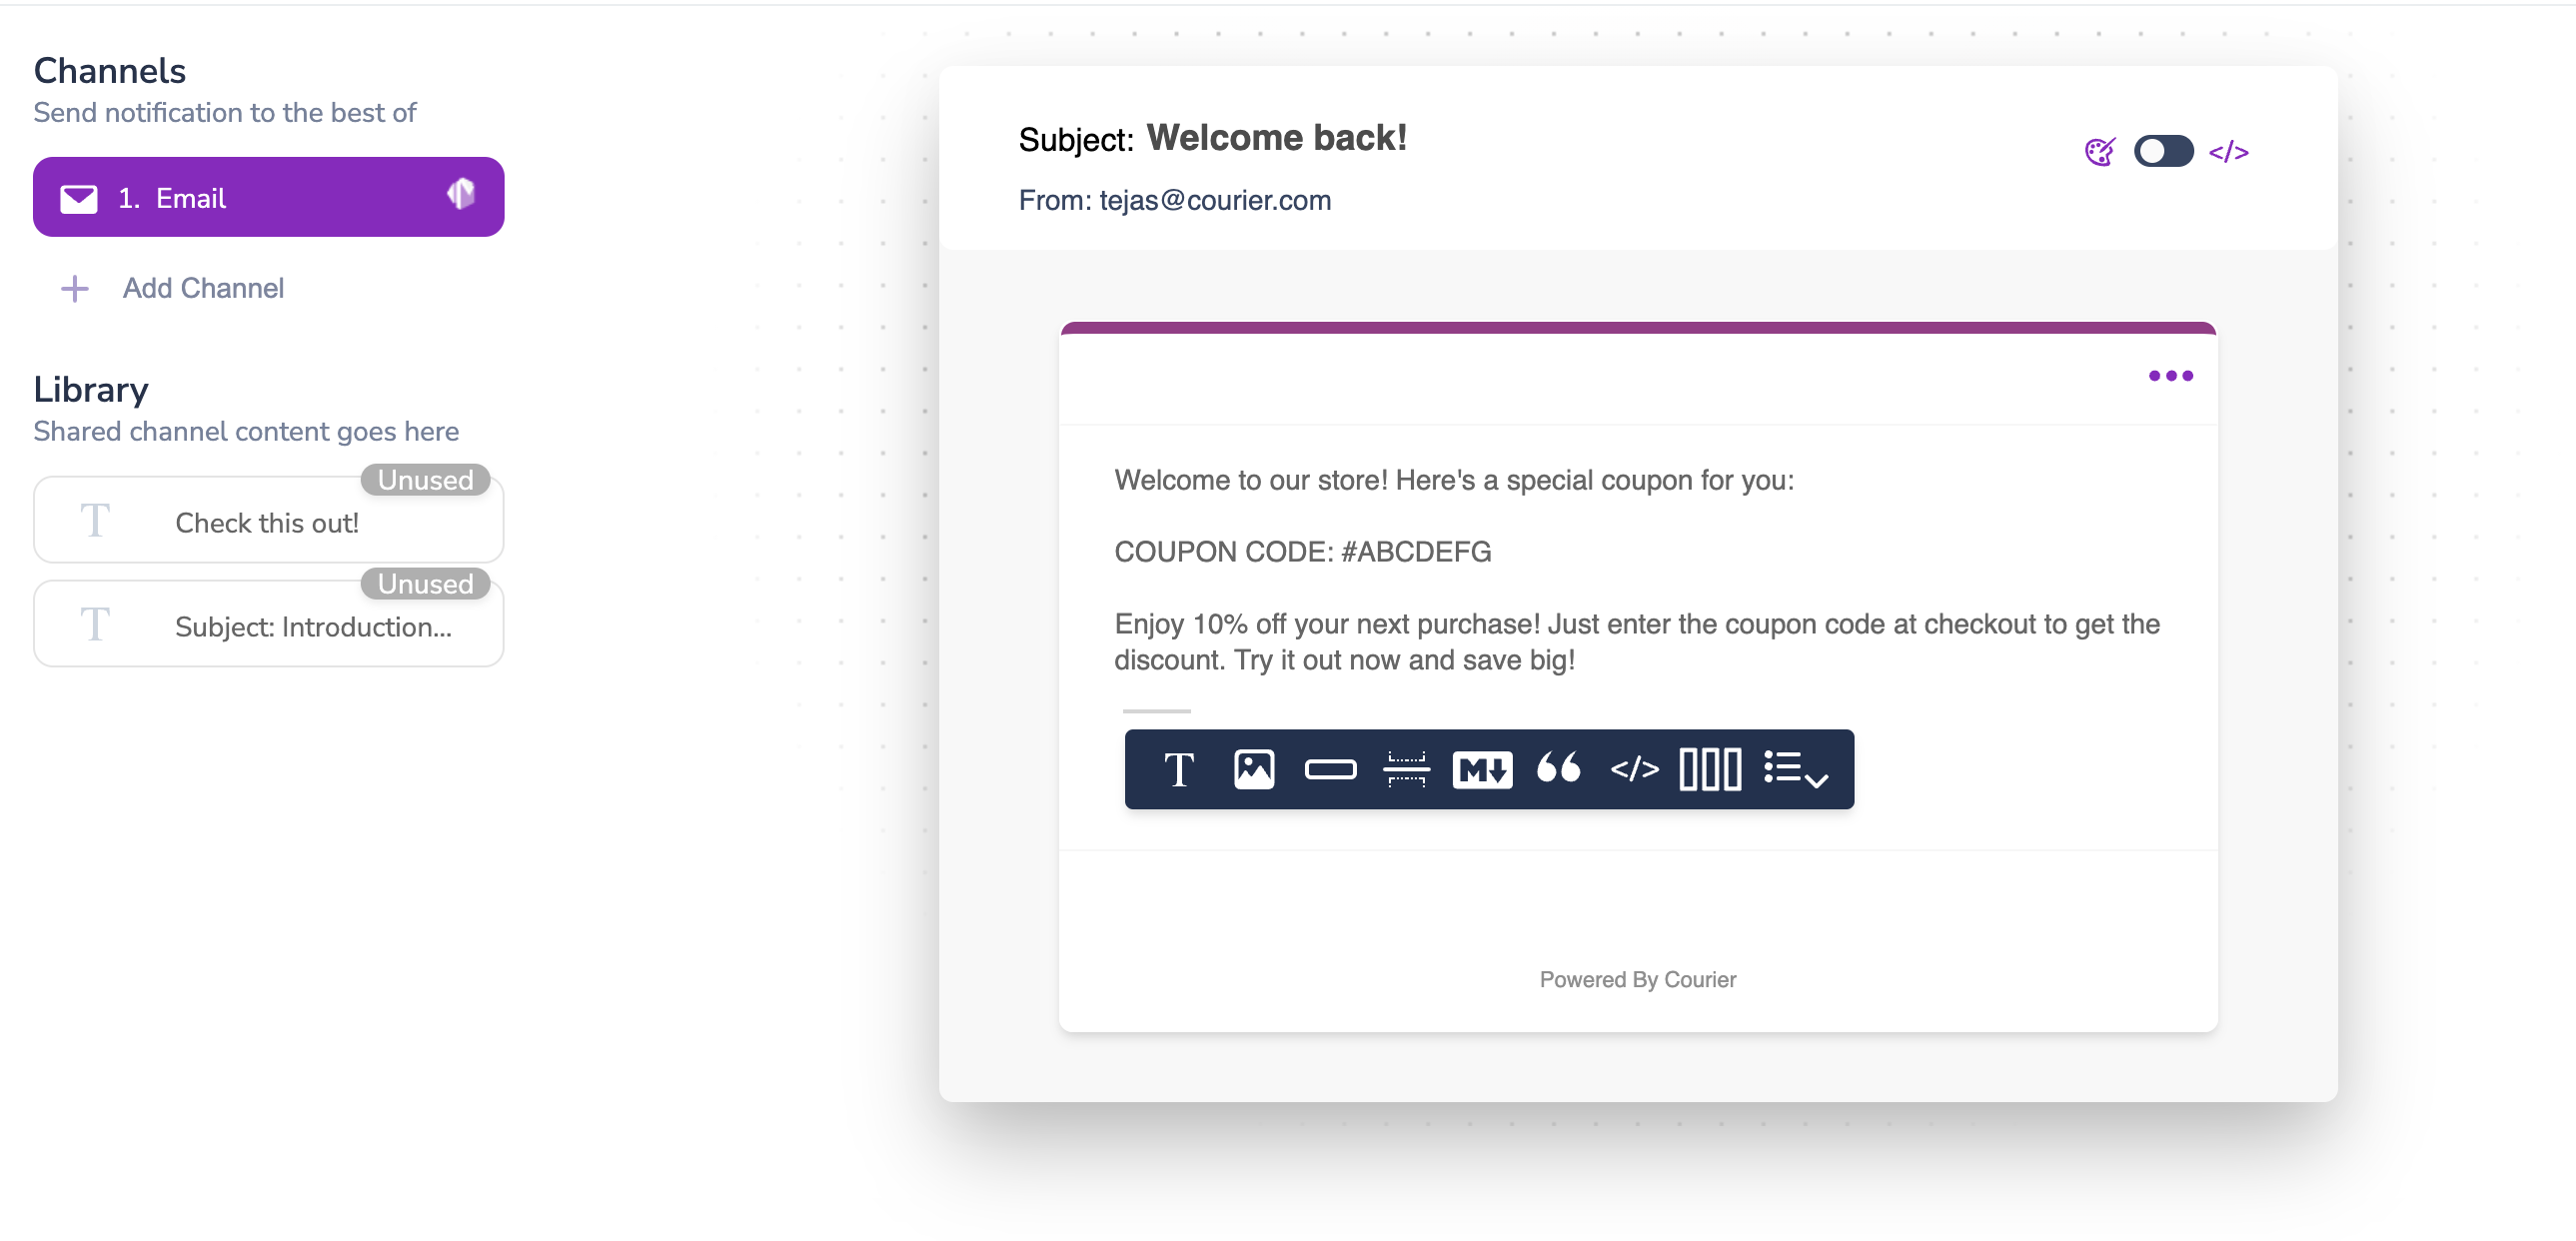 Channels
Send notification to the best of
1. Email
Add Channel
Library
Shared channel content goes here
Unused
T Check this out!
Unused
T Subject: Introduction...
Subject: Welcome back!
From: tejas@courier.com
</>
Welcome to our store! Here's a special coupon for you:
COUPON CODE: #ABCDEFG
Enjoy 10% off your next purchase! Just enter the coupon code at checkout to get the
discount. Try it out now and save big!
T M </>
Powered By Courier